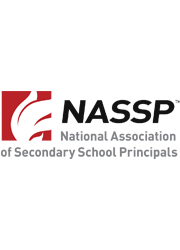 NASSP™
National Association
of Secondary School Principals